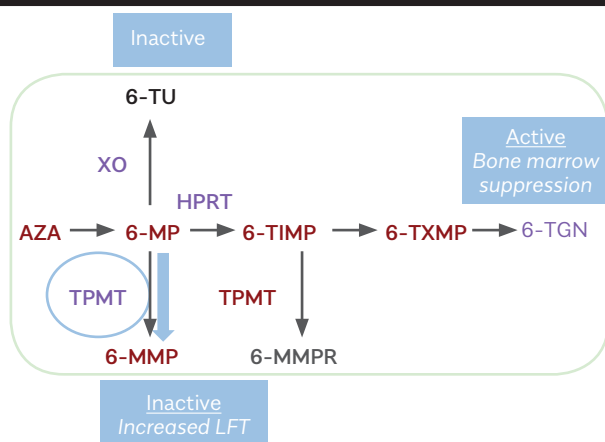 Inactive
6-TU
XO
Active
Bone marrow
suppression
HPRT
AZA
6-MP
6-TIMP
6-TXMP
6-TGN
TPMT
TPMT
6-MMP
6-MMPR
Inactive
Increased LFT